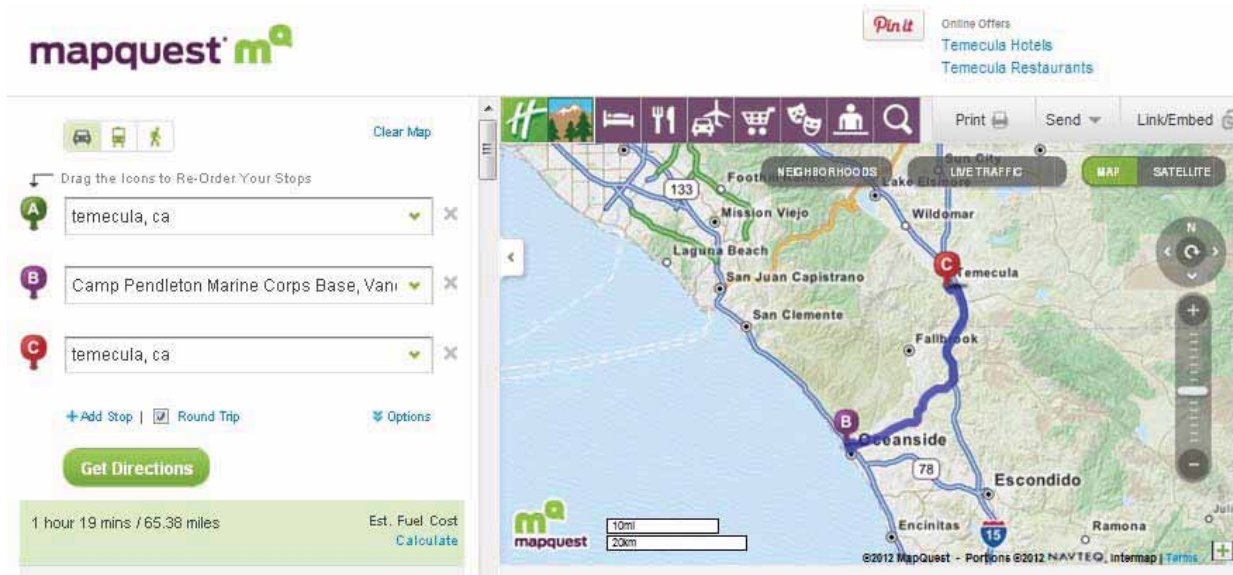 mapquest
Pin it
Online Offers
Temecula Hotels
Temecula Restaurants
Clear Map
Drag the Icons to Re-Order Your Stops
A
temecula, ca
B
Camp Pendleton Marine Corps Base, Van
C
temecula, ca
+Add Stop | Round Trip
Options
Get Directions
1 hour 19 mins / 65.38 miles
Est. Fuel Cost
Calculate
Print
Send
Link/Embed
NEIGHBORHOODS
LIVE TRAFFIC
MAP
SATELLITE
Sun City
133
Lake Elsinore
Mission Viejo
Wildomar
Laguna Beach
C
Temecula
San Juan Capistrano
San Clemente
Fallbrook
B
Oceanside
78
Escondido
Encinitas
15
Ramona
N
mapquest
10mi
20km
©2012 MapQuest - Portions ©2012 NAVTEQ, Intermap | Terms